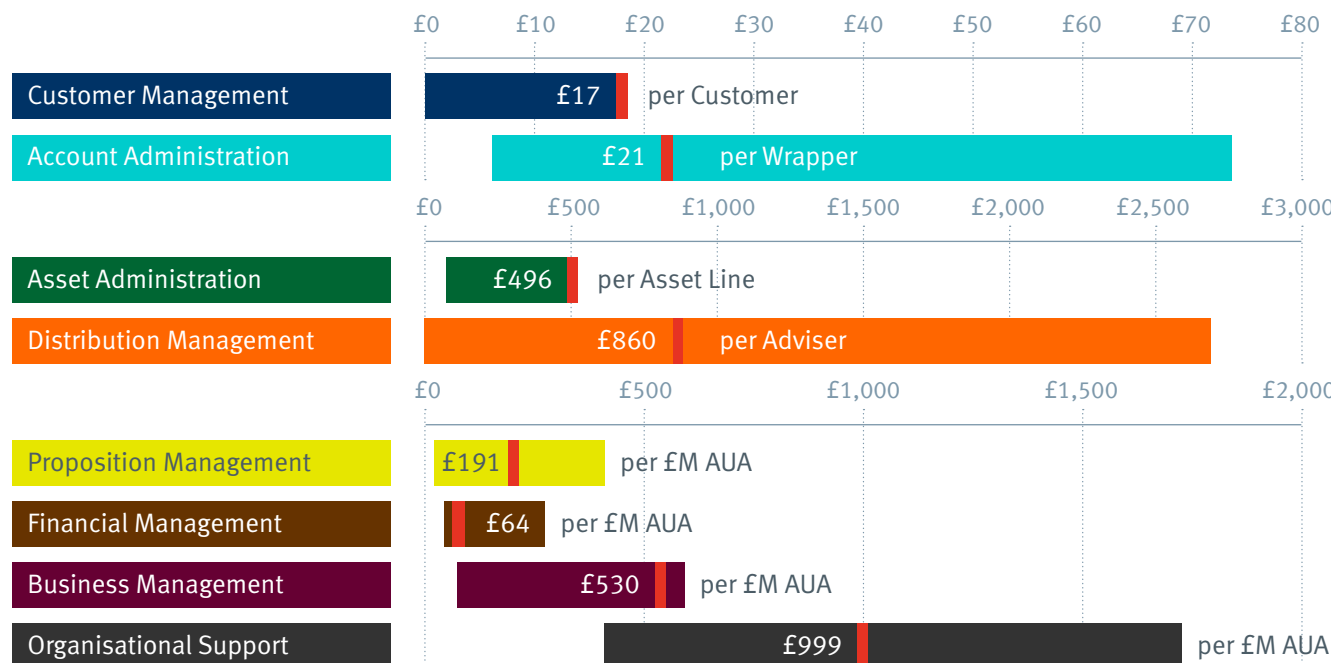 £0 £10 £20 £30 £40 £50 £60 £70 £80
Customer Management £17 per Customer
Account Administration £21 per Wrapper
£0 £500 £1,000 £1,500 £2,000 £2,500 £3,000
Asset Administration £496 per Asset Line
Distribution Management £860 per Adviser
£0 £500 £1,000 £1,500 £2,000
Proposition Management £191 per £M AUA
Financial Management £64 per £M AUA
Business Management £530 per £M AUA
Organisational Support £999 per £M AUA